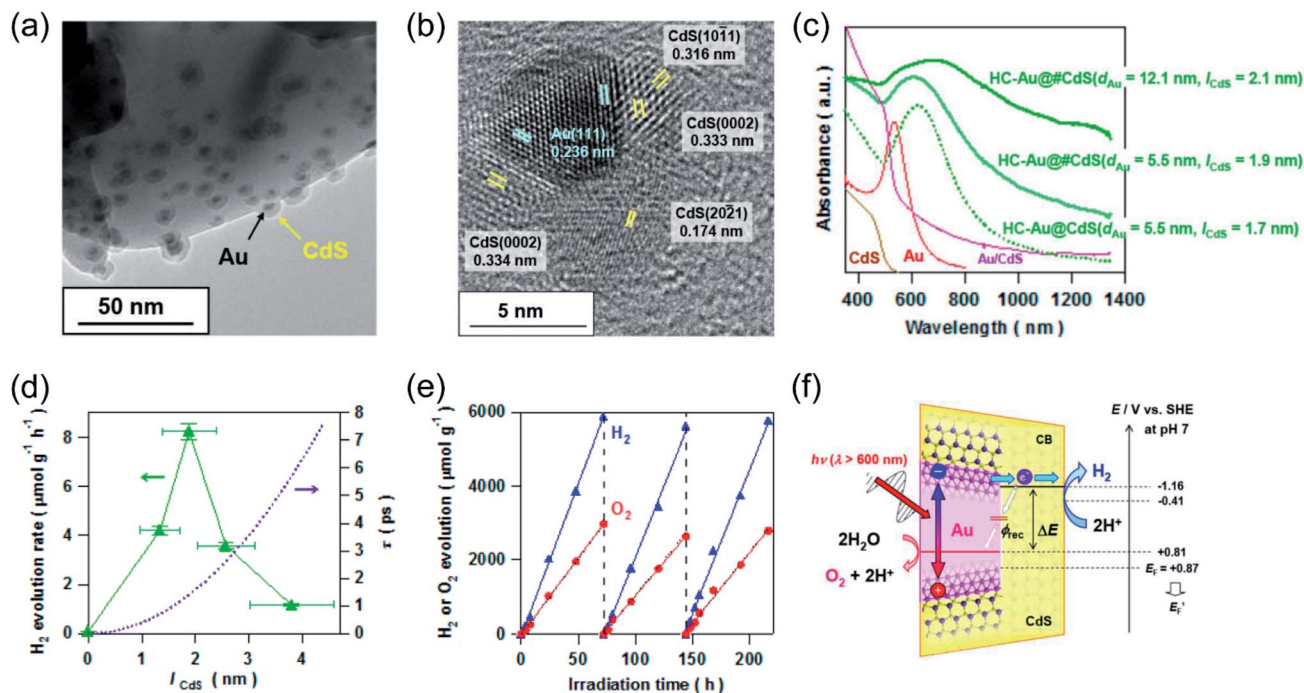 (a)
Au
CdS
50 nm
(b)
CdS(101̄1)
0.316 nm
Au(111)
0.236 nm
CdS(0002)
0.333 nm
CdS(202̄1)
0.174 nm
CdS(0002)
0.334 nm
5 nm
(c)
Absorbance ( a.u. )
HC-Au@#CdS(dAu = 12.1 nm, lCdS = 2.1 nm)
HC-Au@#CdS(dAu = 5.5 nm, lCdS = 1.9 nm)
HC-Au@CdS(dAu = 5.5 nm, lCdS = 1.7 nm)
CdS
Au
Au/CdS
400 600 800 1000 1200 1400
Wavelength ( nm )
(d)
H₂ evolution rate ( μmol g⁻¹ h⁻¹ )
8
6
4
2
0
8
7
6
5
4
3
2
1
0
τ ( ps )
0 1 2 3 4
l CdS ( nm )
(e)
H₂ or O₂ evolution ( μmol g⁻¹ )
6000
4000
2000
0
H₂
O₂
0 50 100 150 200
Irradiation time ( h )
(f)
E / V vs. SHE
at pH 7
CB
hν (λ > 600 nm)
−
e⁻
H₂
-1.16
-0.41
Au
ϕrec
ΔE
2H⁺
2H₂O
+0.81
O₂ + 2H⁺
EF = +0.87
+
EF'
CdS